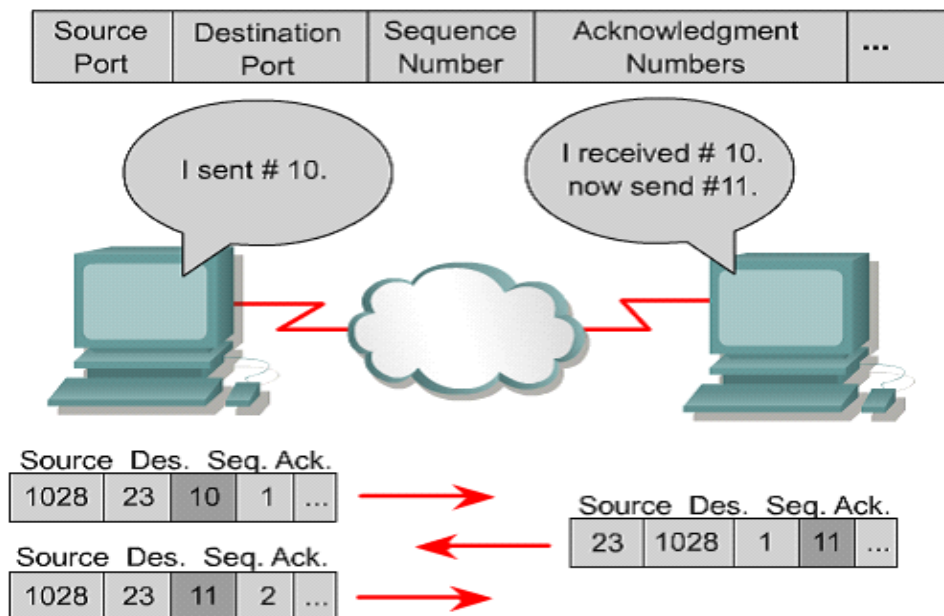 Source Port Destination Port Sequence Number Acknowledgment Numbers ...
I sent # 10.
I received # 10.
now send #11.
Source Des. Seq. Ack.
1028 23 10 1 ...
Source Des. Seq. Ack.
23 1028 1 11 ...
Source Des. Seq. Ack.
1028 23 11 2 ...